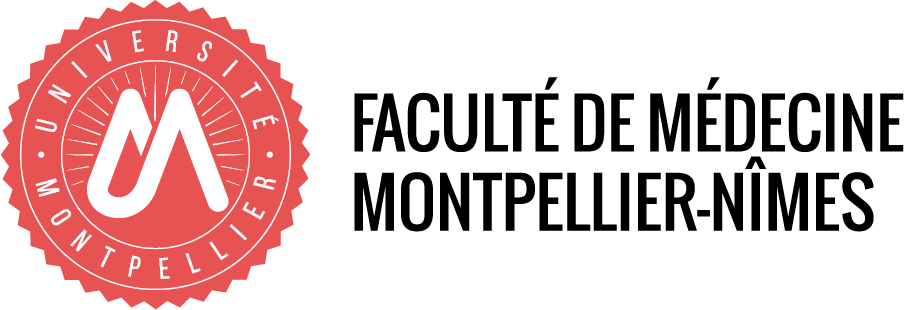 UNIVERSITÉ
MONTPELLIER
FACULTÉ DE MÉDECINE
MONTPELLIER-NÎMES